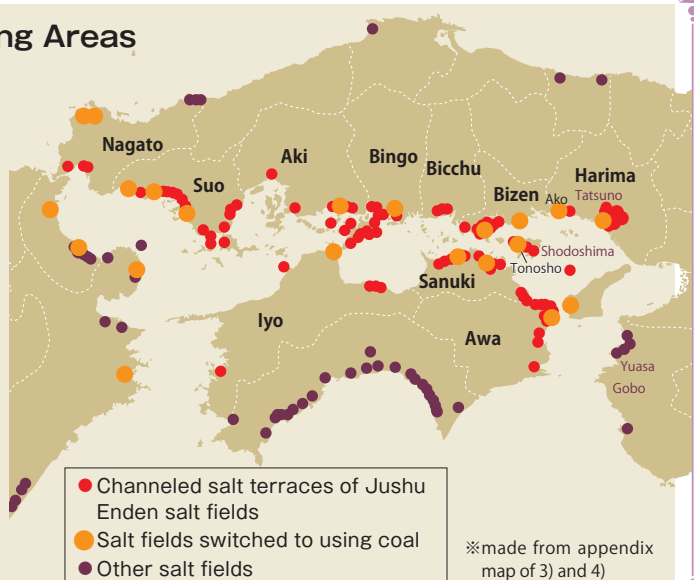 ng Areas
Nagato
Suo
Aki
Bingo
Bicchu
Bizen
Ako
Harima
Tatsuno
Shodoshima
Tonosho
Sanuki
Iyo
Awa
Yuasa
Gobo
Channeled salt terraces of Jushu
Enden salt fields
Salt fields switched to using coal
Other salt fields
※made from appendix
map of 3) and 4)